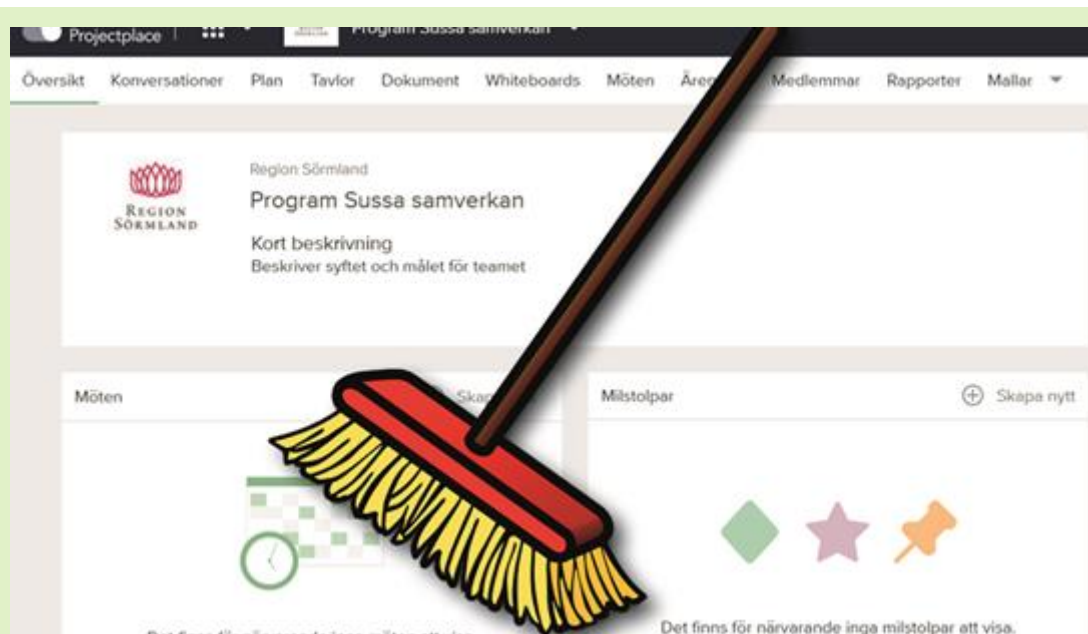 Projectplace
Program Sussa samverkan
Översikt Konversationer Plan Tavlor Dokument Whiteboards Möten Medlemmar Rapporter Mallar
REGION
SÖRMLAND
Region Sörmland
Program Sussa samverkan
Kort beskrivning
Beskriver syftet och målet för teamet
Möten
Milstolpar Skapa nytt
Det finns för närvarande inga milstolpar att visa.